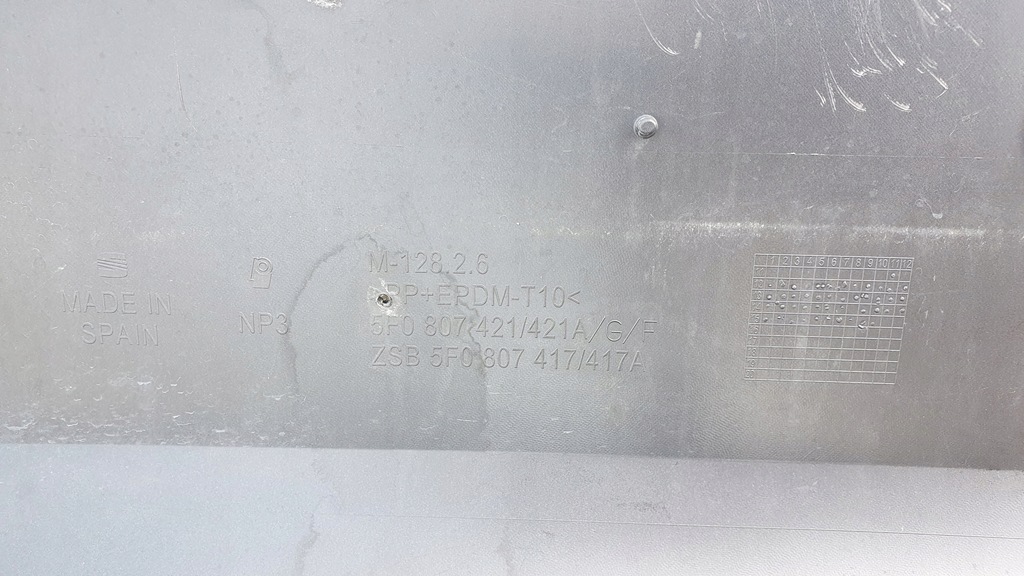 MADE IN
SPAIN
NP3
M-128.2.6
PP+EPDM-T10<
5F0 807 421/421A/G/F
ZSB 5F0 807 417/417A
1 2 3 4 5 6 7 8 9 10 11 12